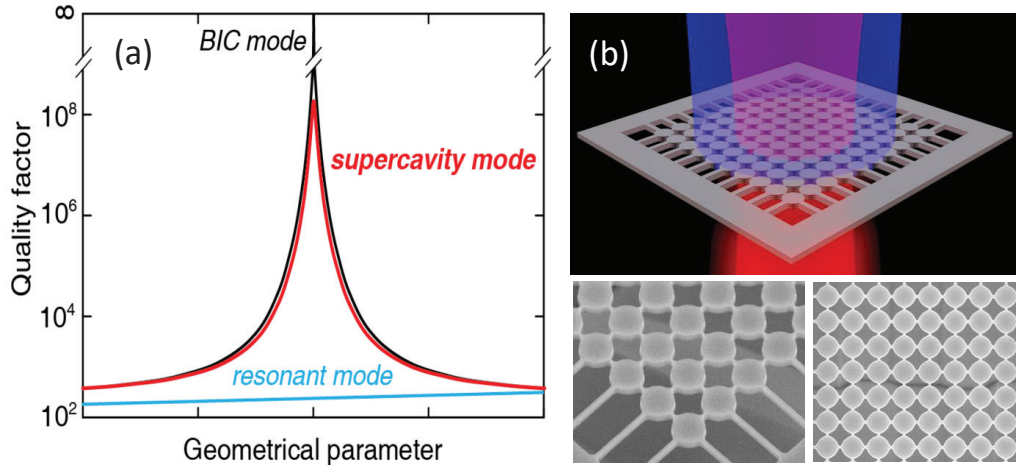 (a)
BIC mode
∞
10^8
supercavity mode
10^6
Quality factor
10^4
resonant mode
10^2
Geometrical parameter
(b)